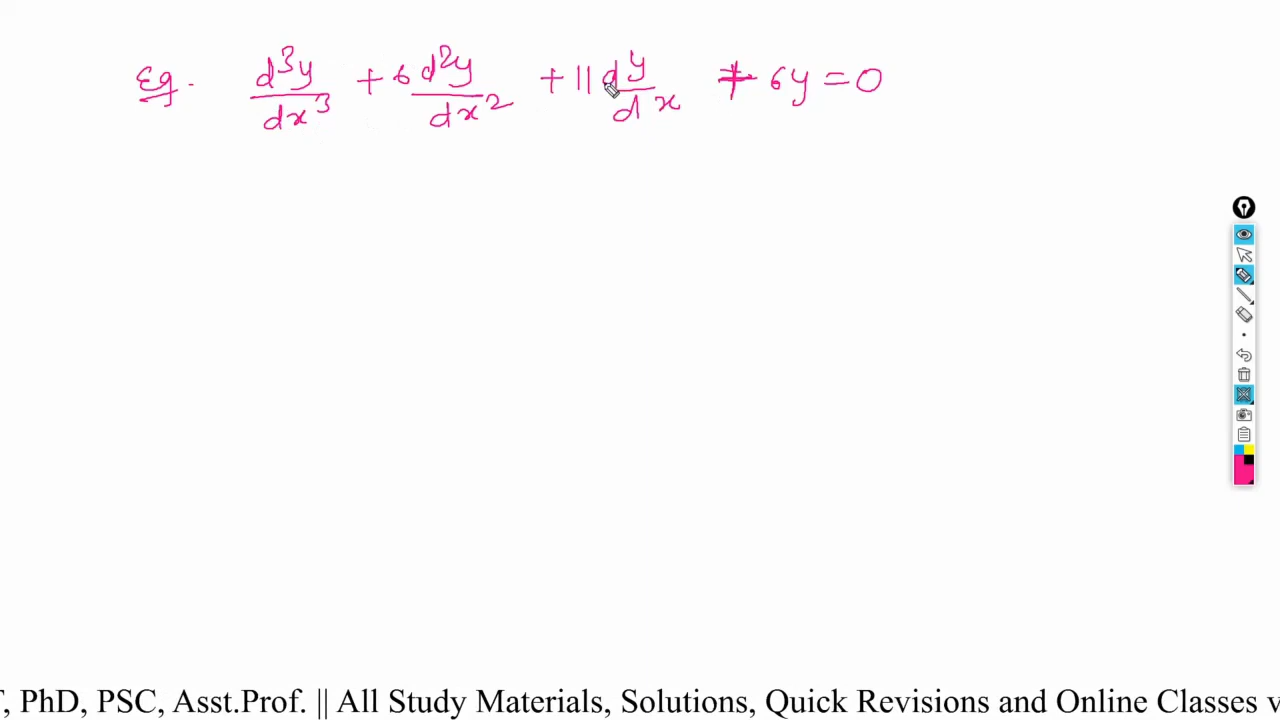 Eg. d³y/dx³ + 6 d²y/dx² + 11 dy/dx + 6y = 0
, PhD, PSC, Asst.Prof. || All Study Materials, Solutions, Quick Revisions and Online Classes v